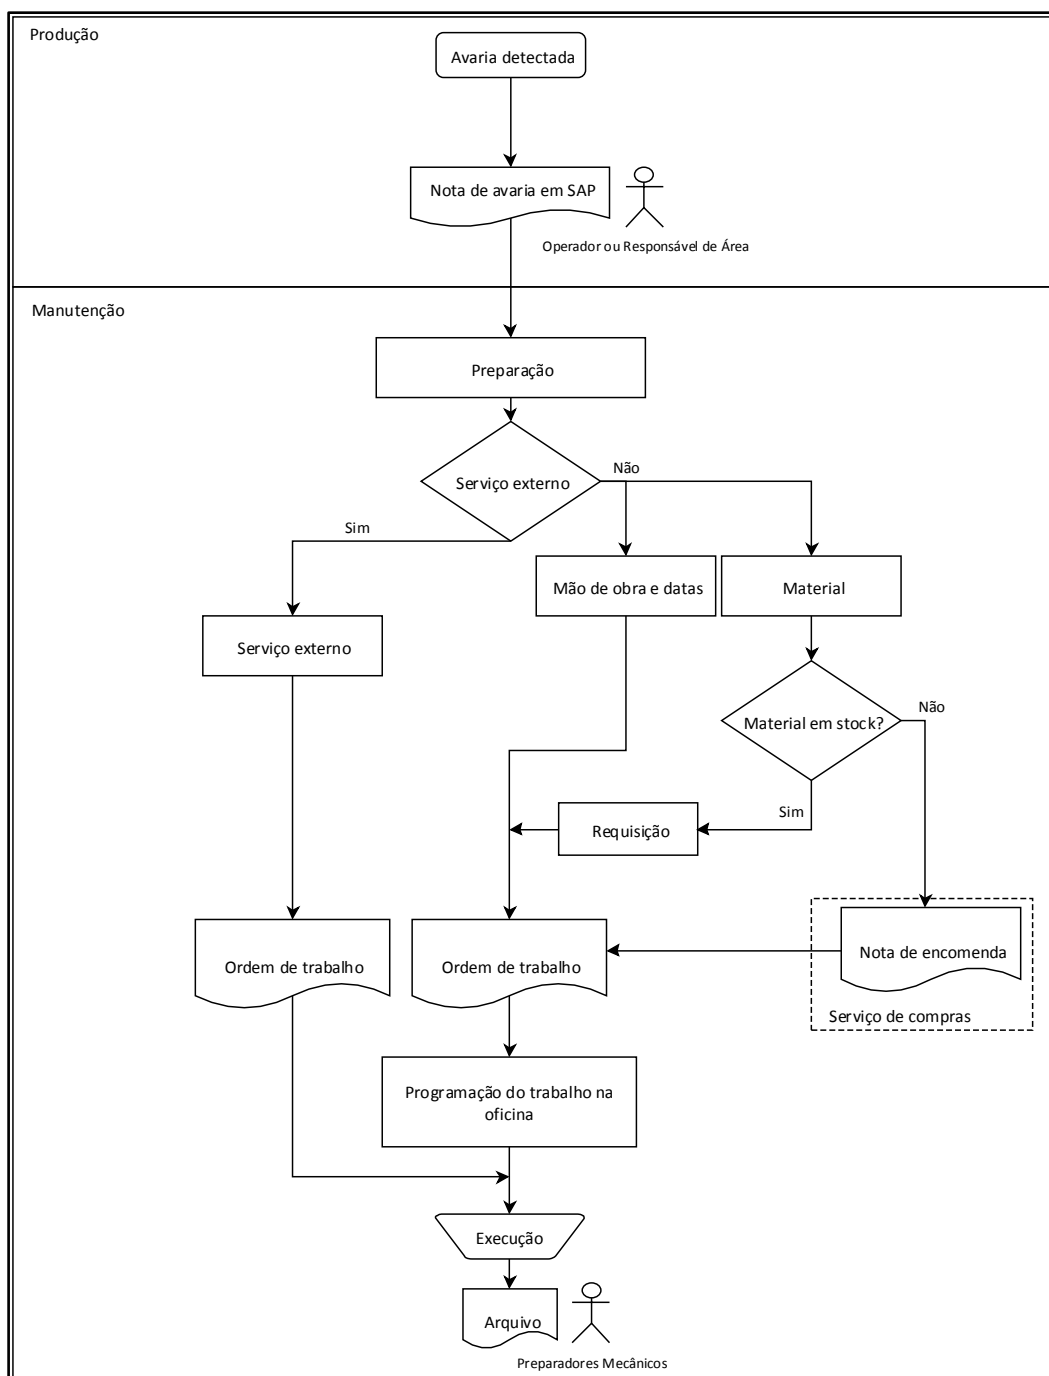 Produção
Avaria detectada
Nota de avaria em SAP
Operador ou Responsável de Área
Manutenção
Preparação
Serviço externo
Não
Sim
Mão de obra e datas
Material
Serviço externo
Material em stock?
Não
Sim
Requisição
Ordem de trabalho
Ordem de trabalho
Nota de encomenda
Serviço de compras
Programação do trabalho na
oficina
Execução
Arquivo
Preparadores Mecânicos